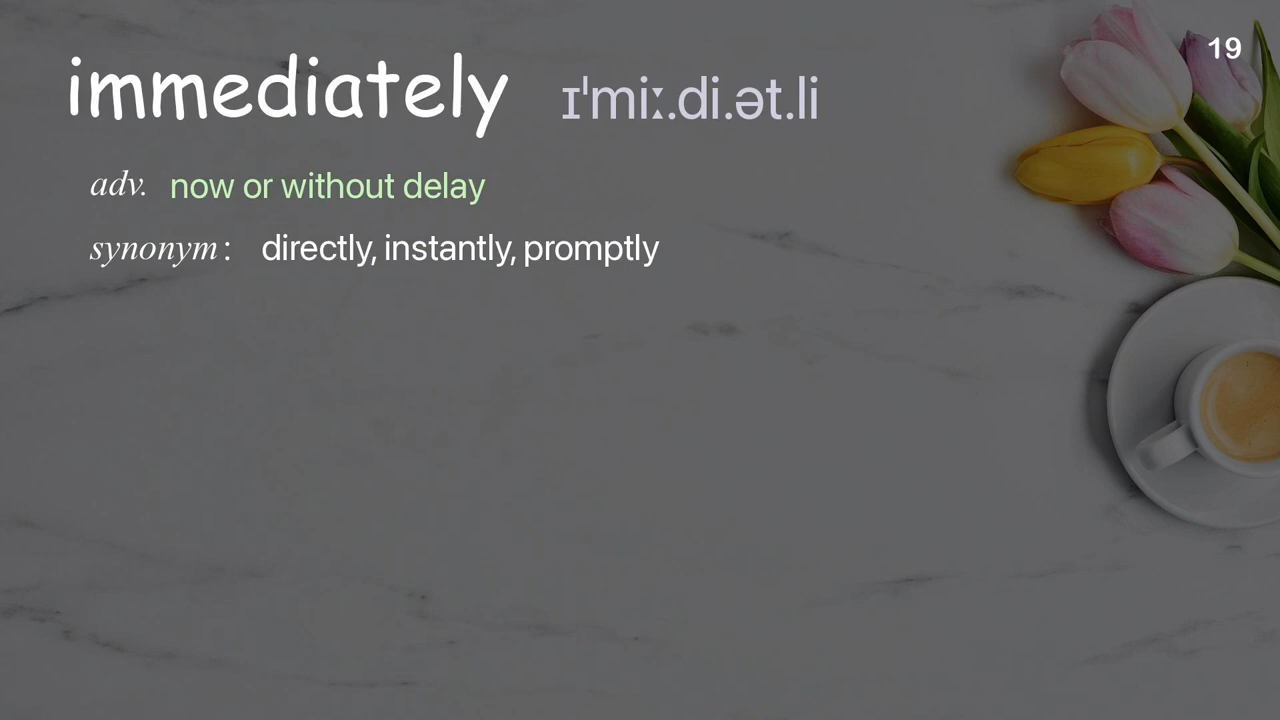 19
immediately ɪˈmiː.di.ət.li
adv. now or without delay
synonym : directly, instantly, promptly